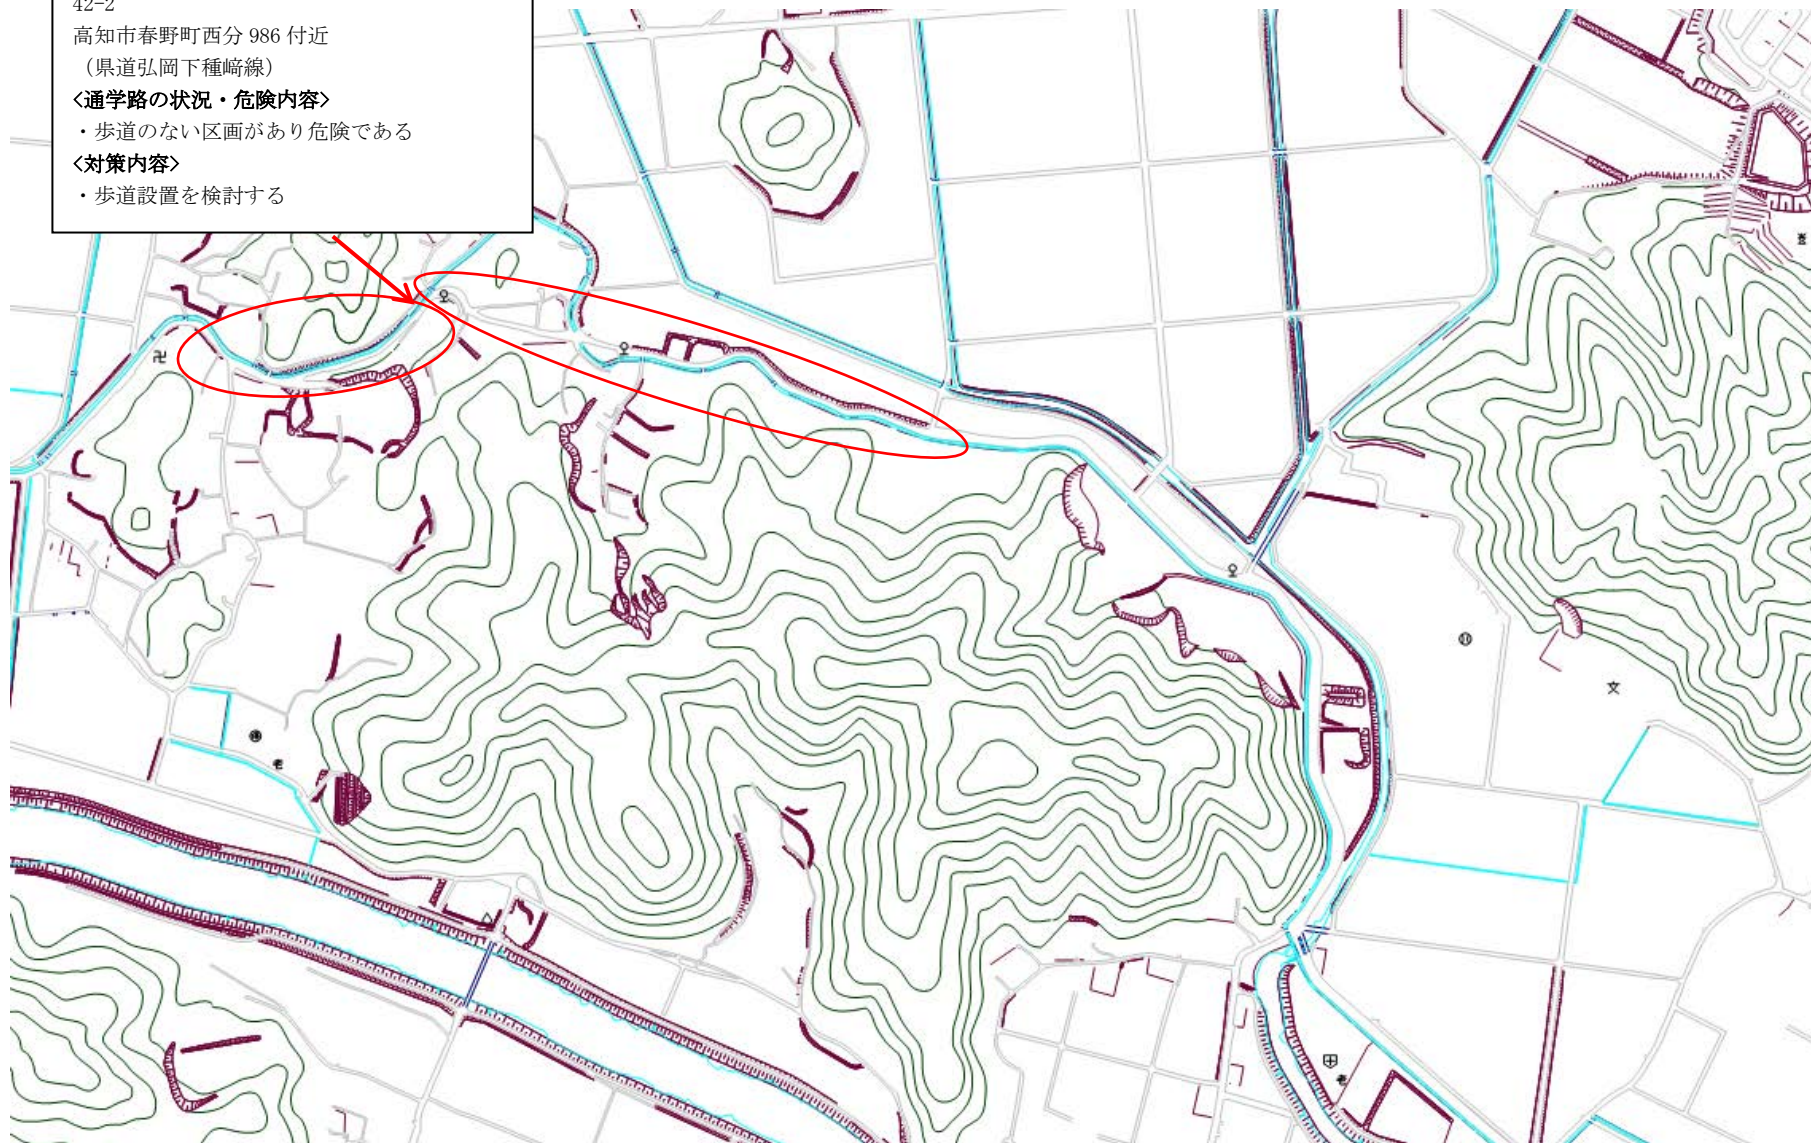 42-2
高知市春野町西分 986 付近
（県道弘岡下種﨑線）
<通学路の状況・危険内容>
・歩道のない区画があり危険である
<対策内容>
・歩道設置を検討する
卍
老
文
老